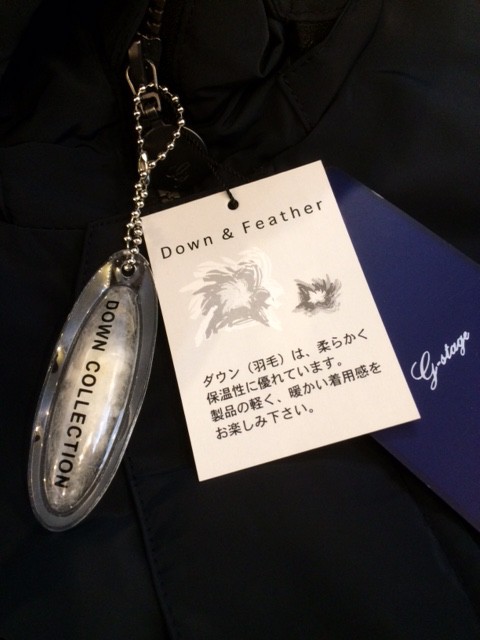 Down & Feather
ダウン（羽毛）は、柔らかく
保温性に優れています。
製品の軽く、暖かい着用感を
お楽しみ下さい。
DOWN COLLECTION
G-stage